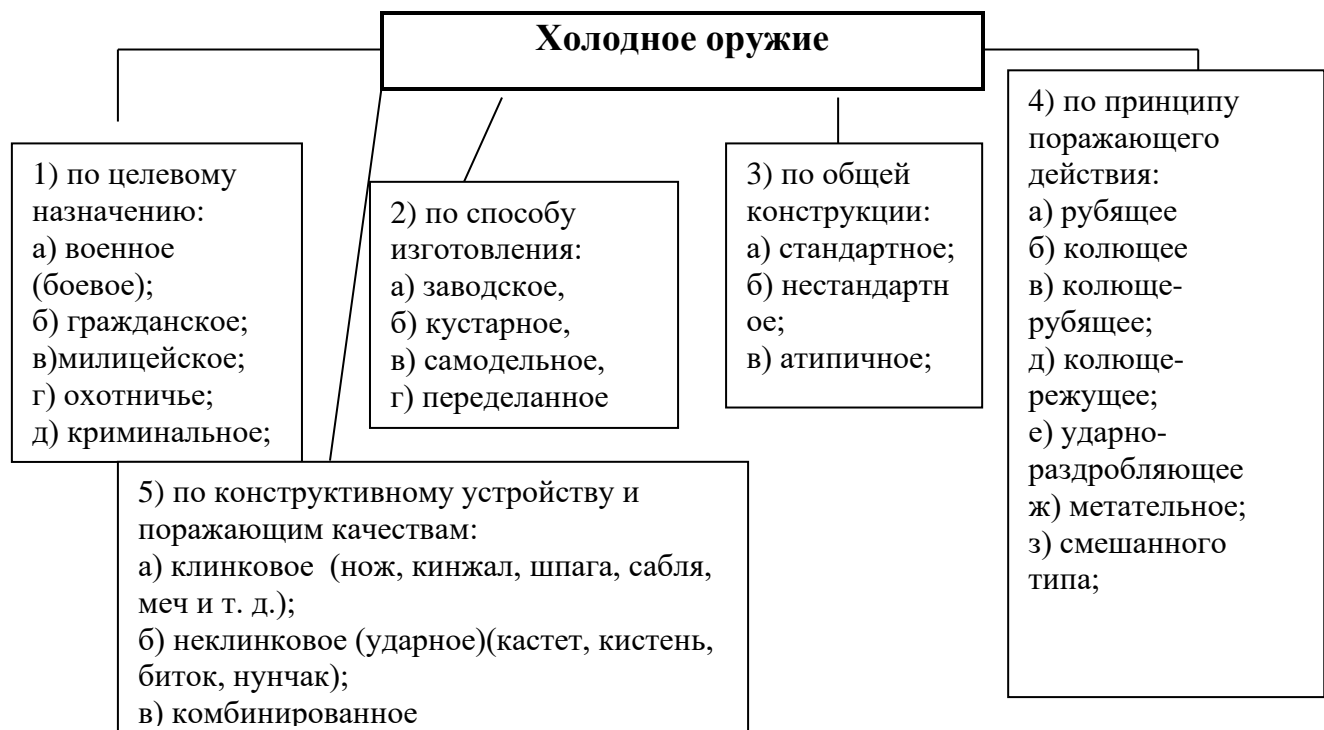 Холодное оружие
1) по целевому
назначению:
а) военное
(боевое);
б) гражданское;
в)милицейское;
г) охотничье;
д) криминальное;
2) по способу
изготовления:
а) заводское,
б) кустарное,
в) самодельное,
г) переделанное
3) по общей
конструкции:
а) стандартное;
б) нестандартн
ое;
в) атипичное;
4) по принципу
поражающего
действия:
а) рубящее
б) колющее
в) колюще-
рубящее;
д) колюще-
режущее;
е) ударно-
раздробляющее
ж) метательное;
з) смешанного
типа;
5) по конструктивному устройству и
поражающим качествам:
а) клинковое (нож, кинжал, шпага, сабля,
меч и т. д.);
б) неклинковое (ударное)(кастет, кистень,
биток, нунчак);
в) комбинированное